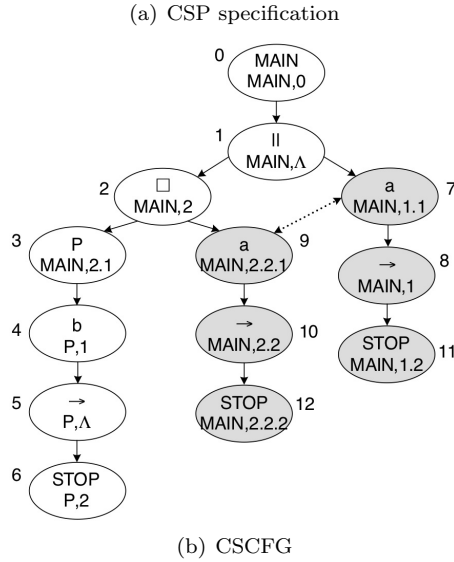 (a) CSP specification
0
MAIN
MAIN,0
1
||
MAIN,Λ
2
□
MAIN,2
a
MAIN,1.1
7
3
P
MAIN,2.1
a
MAIN,2.2.1
9
→
MAIN,1
8
4
b
P,1
→
MAIN,2.2
10
STOP
MAIN,1.2
11
5
→
P,Λ
STOP
MAIN,2.2.2
12
6
STOP
P,2
(b) CSCFG